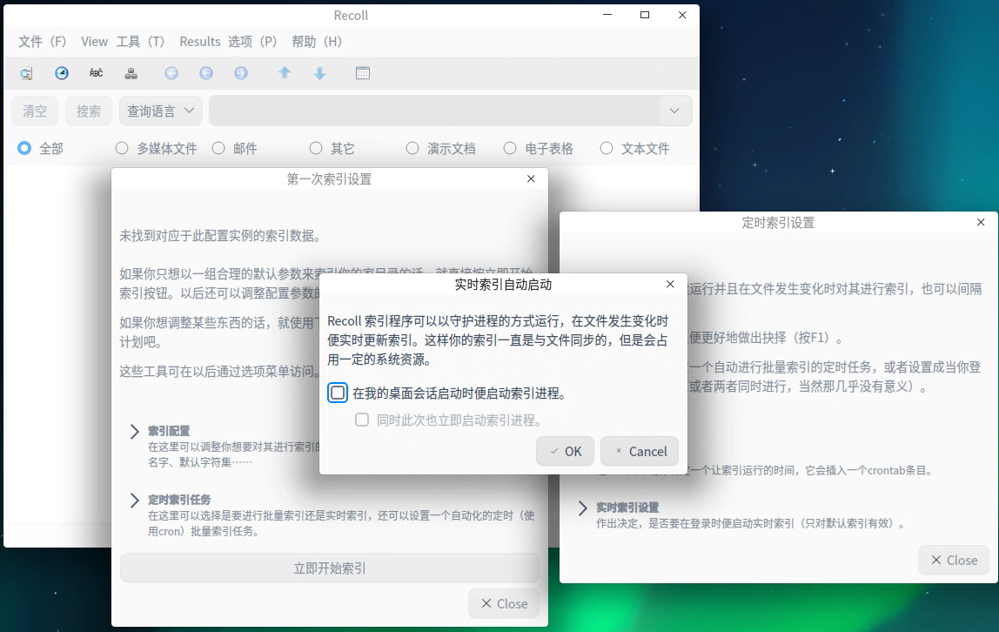 Recoll
文件（F） View 工具（T） Results 选项（P） 帮助（H）
ABC
清空 搜索 查询语言
全部 多媒体文件 邮件 其它 演示文档 电子表格 文本文件
第一次索引设置
未找到对应于此配置实例的索引数据。
如果你只想以一组合理的默认参数来索引你的家目录的话，就直接按立即开始
索引按钮。以后还可以调整配置参数的
如果你想调整某些东西的话，就使用下
计划吧。
这些工具可在以后通过选项菜单访问。
索引配置
在这里可以调整你想要对其进行索引的
名字、默认字符集……
定时索引任务
在这里可以选择是要进行批量索引还是实时索引，还可以设置一个自动化的定时（使
用cron）批量索引任务。
立即开始索引
Close
定时索引设置
运行并且在文件发生变化时对其进行索引，也可以间隔
便更好地做出抉择（按F1）。
一个自动进行批量索引的定时任务，或者设置成当你登
或者两者同时进行，当然那几乎没有意义）。
一个让索引运行的时间，它会插入一个crontab条目。
实时索引设置
作出决定，是否要在登录时便启动实时索引（只对默认索引有效）。
Close
实时索引自动启动
Recoll 索引程序可以以守护进程的方式运行，在文件发生变化时
便实时更新索引。这样你的索引一直是与文件同步的，但是会占
用一定的系统资源。
在我的桌面会话启动时便启动索引进程。
同时此次也立即启动索引进程。
OK Cancel